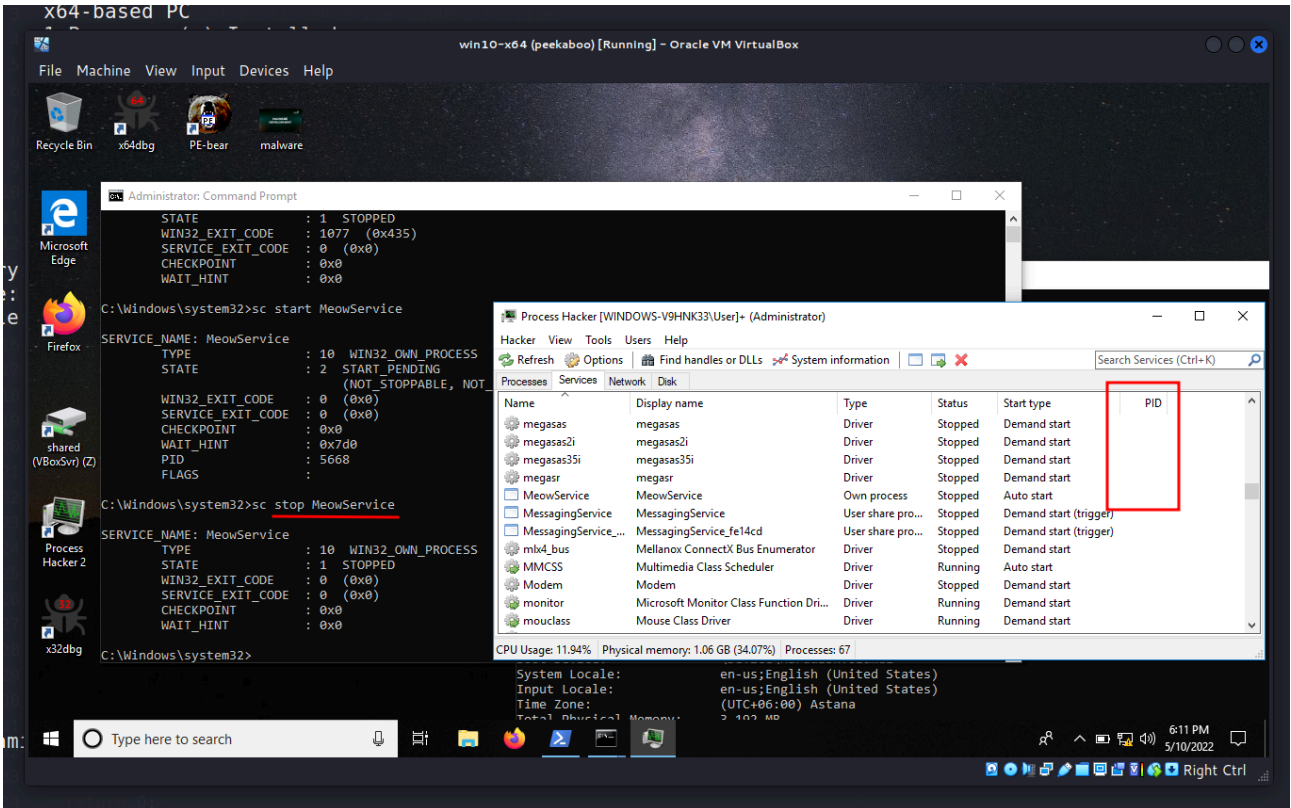 x64-based PC
win10-x64 (peekaboo) [Running] - Oracle VM VirtualBox
File Machine View Input Devices Help
Recycle Bin
64
x64dbg
PE
PE-bear
malware
Microsoft
Edge
Firefox
shared
(VBoxSvr) (Z)
Process
Hacker 2
32
x32dbg
Administrator: Command Prompt
STATE : 1 STOPPED
WIN32_EXIT_CODE : 1077 (0x435)
SERVICE_EXIT_CODE : 0 (0x0)
CHECKPOINT : 0x0
WAIT_HINT : 0x0
C:\Windows\system32>sc start MeowService
SERVICE_NAME: MeowService
TYPE : 10 WIN32_OWN_PROCESS
STATE : 2 START_PENDING
(NOT_STOPPABLE, NOT_
WIN32_EXIT_CODE : 0 (0x0)
SERVICE_EXIT_CODE : 0 (0x0)
CHECKPOINT : 0x0
WAIT_HINT : 0x7d0
PID : 5668
FLAGS :
C:\Windows\system32>sc stop MeowService
SERVICE_NAME: MeowService
TYPE : 10 WIN32_OWN_PROCESS
STATE : 1 STOPPED
WIN32_EXIT_CODE : 0 (0x0)
SERVICE_EXIT_CODE : 0 (0x0)
CHECKPOINT : 0x0
WAIT_HINT : 0x0
C:\Windows\system32>
Process Hacker [WINDOWS-V9HNK33\User]+ (Administrator)
Hacker View Tools Users Help
Refresh Options Find handles or DLLs System information Search Services (Ctrl+K)
Processes Services Network Disk
Name Display name Type Status Start type PID
megasas megasas Driver Stopped Demand start
megasas2i megasas2i Driver Stopped Demand start
megasas35i megasas35i Driver Stopped Demand start
megasr megasr Driver Stopped Demand start
MeowService MeowService Own process Stopped Auto start
MessagingService MessagingService User share pro... Stopped Demand start (trigger)
MessagingService_... MessagingService_fe14cd User share pro... Stopped Demand start (trigger)
mlx4_bus Mellanox ConnectX Bus Enumerator Driver Stopped Demand start
MMCSS Multimedia Class Scheduler Driver Running Auto start
Modem Modem Driver Stopped Demand start
monitor Microsoft Monitor Class Function Dri... Driver Running Demand start
mouclass Mouse Class Driver Driver Running Demand start
CPU Usage: 11.94% Physical memory: 1.06 GB (34.07%) Processes: 67
System Locale: en-us;English (United States)
Input Locale: en-us;English (United States)
Time Zone: (UTC+06:00) Astana
Total Physical Memory: 3,192 MB
Type here to search
6:11 PM
5/10/2022
Right Ctrl